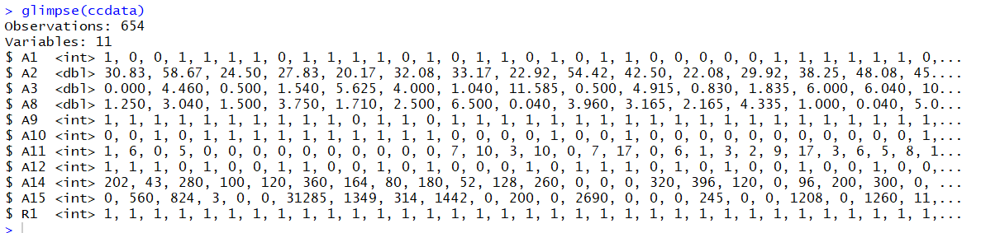 > glimpse(ccdata)
Observations: 654
Variables: 11
$ A1 <int> 1, 0, 0, 1, 1, 1, 1, 0, 1, 1, 1, 1, 0, 1, 0, 1, 1, 0, 1, 0, 1, 1, 0, 0, 0, 0, 0, 1, 1, 1, 1, 1, 1, 0,...
$ A2 <dbl> 30.83, 58.67, 24.50, 27.83, 20.17, 32.08, 33.17, 22.92, 54.42, 42.50, 22.08, 29.92, 38.25, 48.08, 45....
$ A3 <dbl> 0.000, 4.460, 0.500, 1.540, 5.625, 4.000, 1.040, 11.585, 0.500, 4.915, 0.830, 1.835, 6.000, 6.040, 10...
$ A8 <dbl> 1.250, 3.040, 1.500, 3.750, 1.710, 2.500, 6.500, 0.040, 3.960, 3.165, 2.165, 4.335, 1.000, 0.040, 5.0...
$ A9 <int> 1, 1, 1, 1, 1, 1, 1, 1, 1, 1, 0, 1, 1, 0, 1, 1, 1, 1, 1, 1, 1, 1, 1, 1, 1, 1, 1, 1, 1, 1, 1, 1, 1, 1,...
$ A10 <int> 0, 0, 1, 0, 1, 1, 1, 1, 1, 1, 1, 1, 1, 1, 0, 0, 0, 0, 1, 0, 0, 1, 0, 0, 0, 0, 0, 0, 0, 0, 0, 0, 0, 1,...
$ A11 <int> 1, 6, 0, 5, 0, 0, 0, 0, 0, 0, 0, 0, 0, 0, 7, 10, 3, 10, 0, 7, 17, 0, 6, 1, 3, 2, 9, 17, 3, 6, 5, 8, 1...
$ A12 <int> 1, 1, 1, 0, 1, 0, 0, 1, 1, 0, 0, 1, 0, 1, 0, 0, 0, 1, 0, 1, 1, 1, 0, 1, 0, 1, 0, 0, 1, 0, 0, 1, 0, 0,...
$ A14 <int> 202, 43, 280, 100, 120, 360, 164, 80, 180, 52, 128, 260, 0, 0, 0, 320, 396, 120, 0, 96, 200, 300, 0, ...
$ A15 <int> 0, 560, 824, 3, 0, 0, 31285, 1349, 314, 1442, 0, 200, 0, 2690, 0, 0, 0, 245, 0, 0, 1208, 0, 1260, 11,...
$ R1 <int> 1, 1, 1, 1, 1, 1, 1, 1, 1, 1, 1, 1, 1, 1, 1, 1, 1, 1, 1, 1, 1, 1, 1, 1, 1, 1, 1, 1, 1, 1, 1, 1, 1, 1,...
>